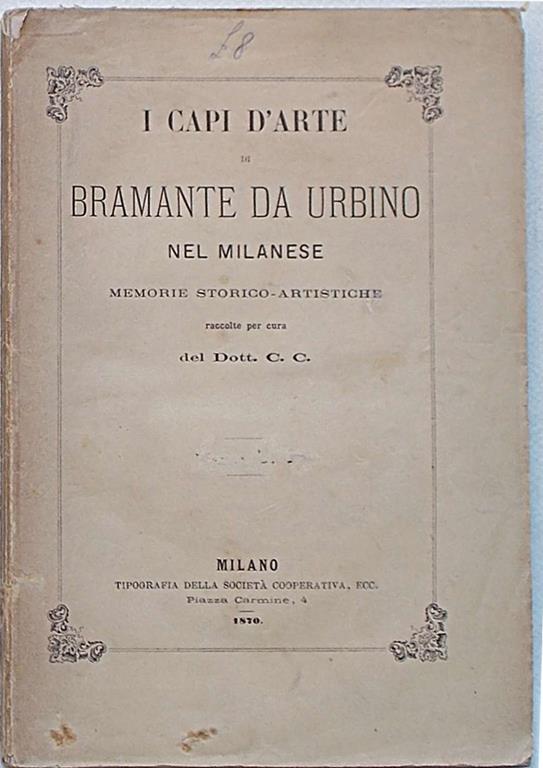 £8
I CAPI D'ARTE
DI
BRAMANTE DA URBINO
NEL MILANESE
MEMORIE STORICO-ARTISTICHE
raccolte per cura
del Dott. C. C.
MILANO
TIPOGRAFIA DELLA SOCIETÀ COOPERATIVA, ECC.
Piazza Carmine, 4
1870.